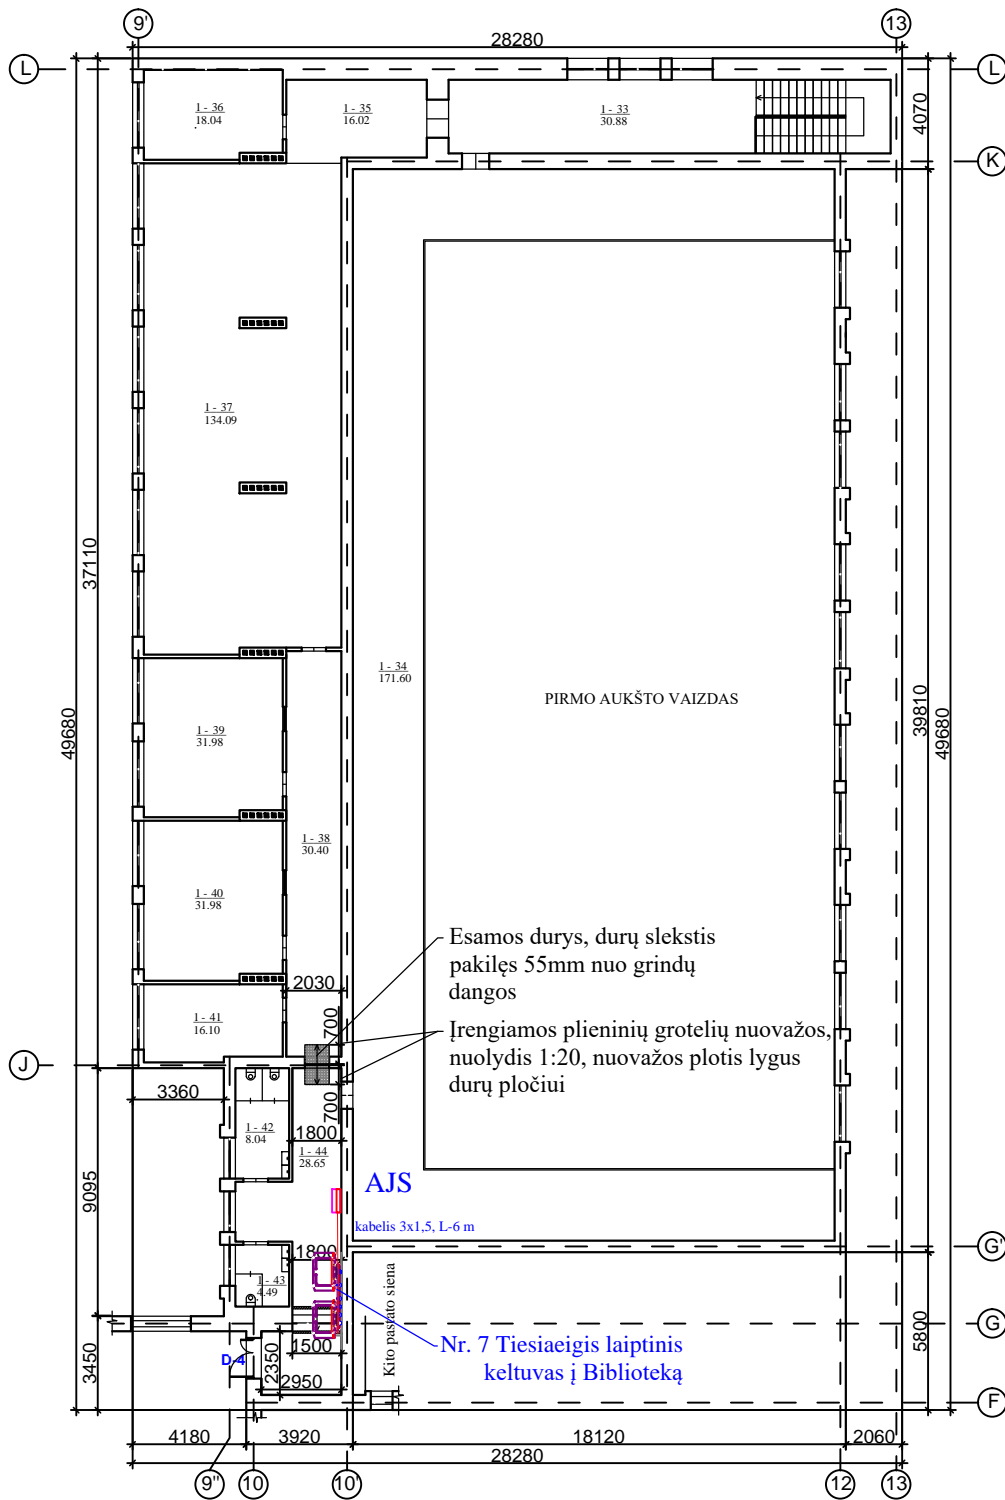 9'
13
28280
L
L
1 - 36
18.04
1 - 35
16.02
1 - 33
30.88
4070
K
1 - 37
134.09
37110
1 - 34
171.60
PIRMO AUKŠTO VAIZDAS
49680
39810
49680
1 - 39
31.98
1 - 38
30.40
1 - 40
31.98
Esamos durys, durų slekstis
pakilęs 55mm nuo grindų
dangos
2030
1 - 41
16.10
700
Įrengiamos plieninių grotelių nuovažos,
nuolydis 1:20, nuovažos plotis lygus
durų pločiui
J
3360
700
1 - 42
8.04
1800
1 - 44
28.65
9095
AJS
kabelis 3x1,5, L-6 m
1800
G'
1 - 43
4.49
Kito pastato siena
G
5800
3450
D-4
2350
1500
Nr. 7 Tiesiaeigis laiptinis
keltuvas į Biblioteką
2950
F
4180
3920
18120
2060
28280
9"
10
10'
12
13